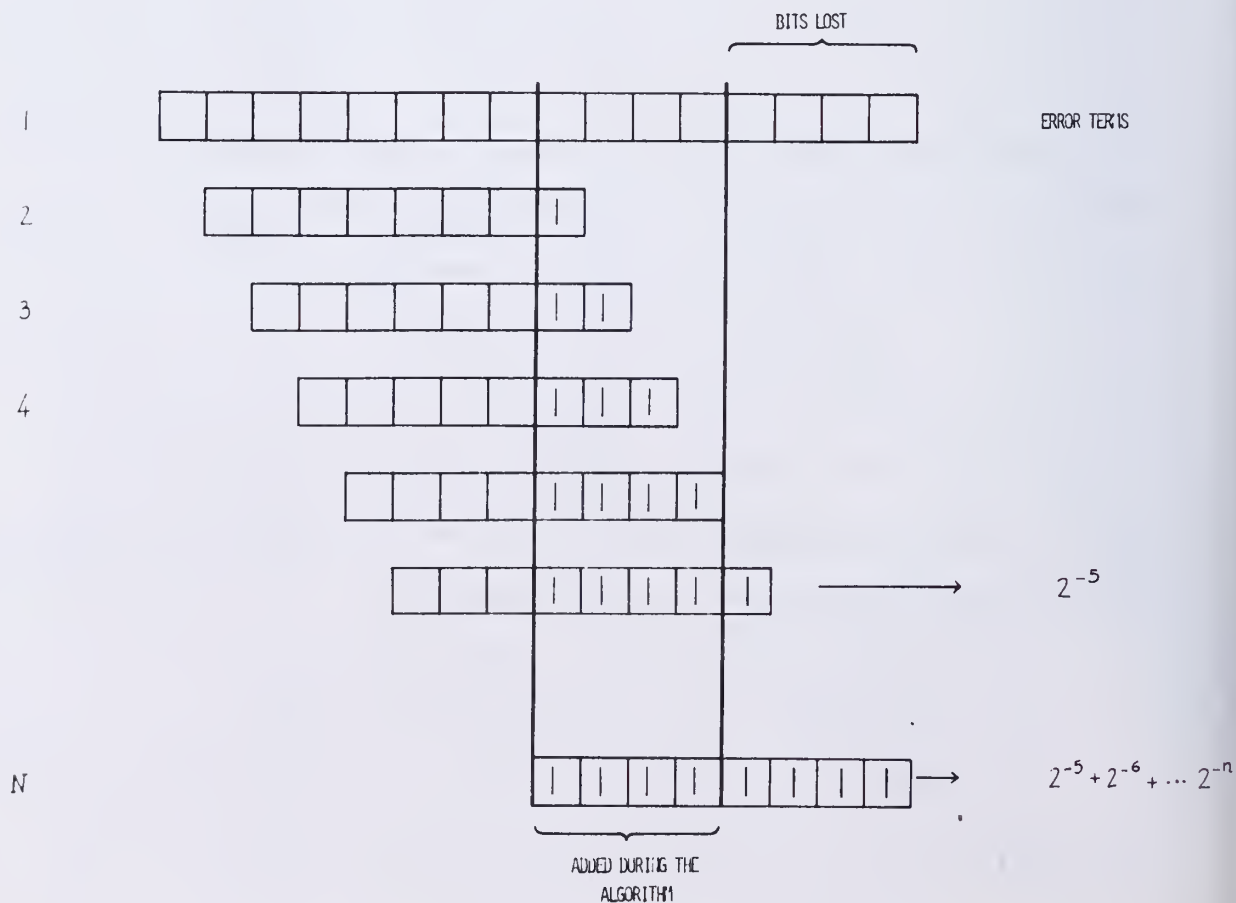 BITS LOST
1
ERROR TERMS
2
3
4
| 
| |
| | |
| | | |
| | | | | 2^-5
N | | | | | | | | 2^-5 + 2^-6 + ... 2^-n
ADDED DURING THE
ALGORITHM